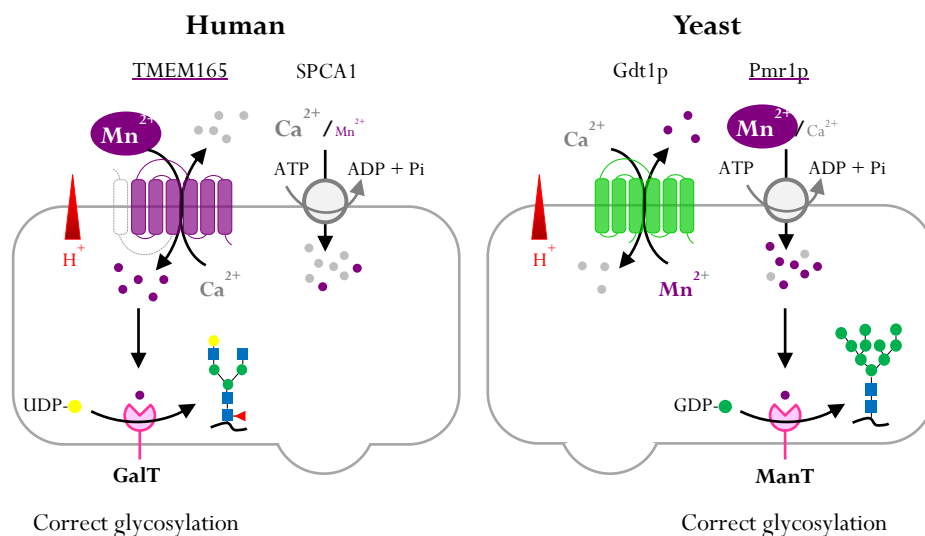 Human
Yeast
TMEM165
SPCA1
Gdt1p
Pmr1p
Mn2+
Ca2+ / Mn2+
Ca2+
Mn2+ / Ca2+
ATP
ADP + Pi
ATP
ADP + Pi
H+
Ca2+
H+
Mn2+
UDP-
GDP-
GalT
ManT
Correct glycosylation
Correct glycosylation